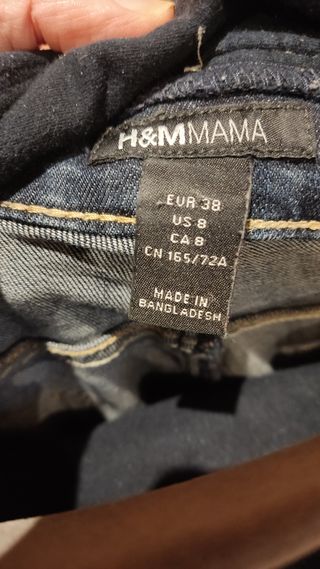 H&MMAMA
EUR 38
US 8
CA 8
CN 165/72A
MADE IN
BANGLADESH